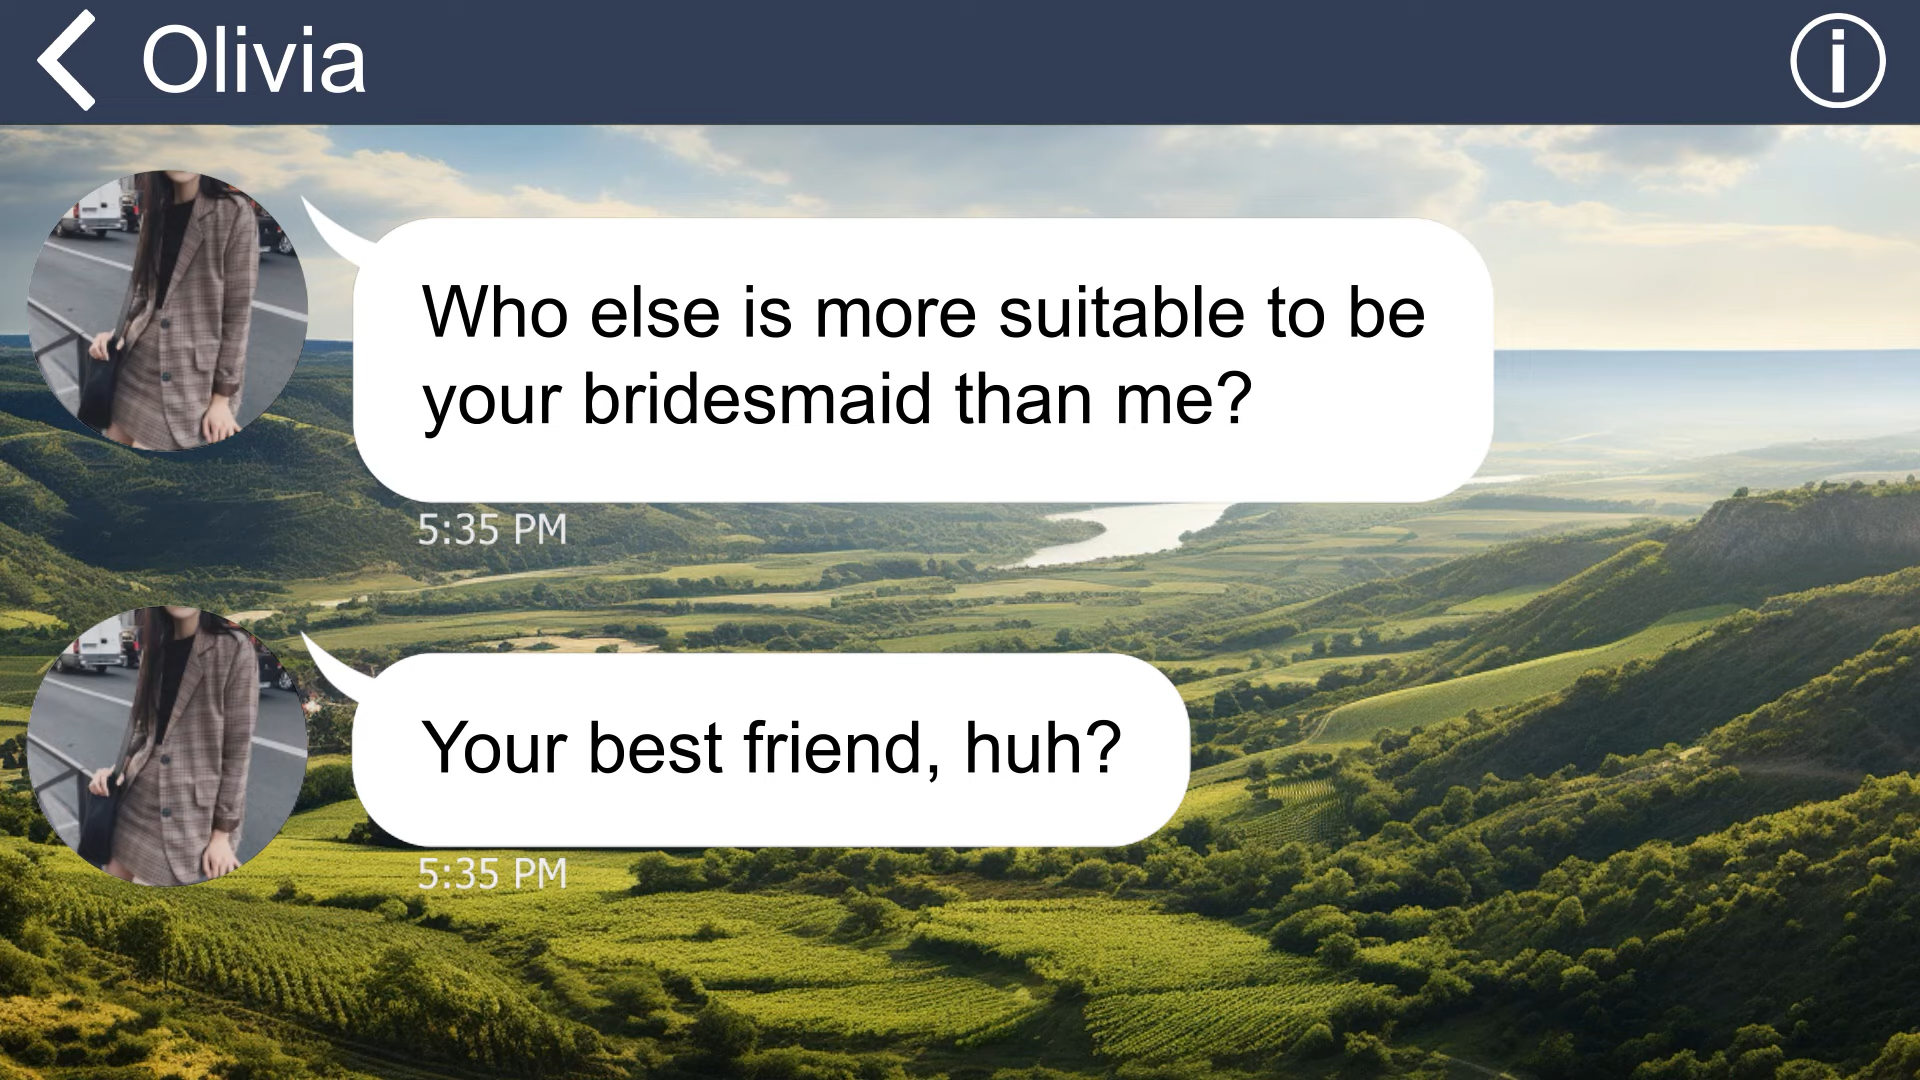 Olivia
Who else is more suitable to be
your bridesmaid than me?
5:35 PM
Your best friend, huh?
5:35 PM